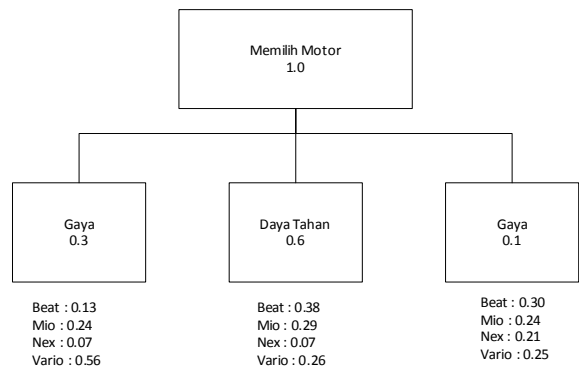 Memilih Motor
1.0
Gaya
0.3
Daya Tahan
0.6
Gaya
0.1
Beat : 0.13
Mio : 0.24
Nex : 0.07
Vario : 0.56
Beat : 0.38
Mio : 0.29
Nex : 0.07
Vario : 0.26
Beat : 0.30
Mio : 0.24
Nex : 0.21
Vario : 0.25